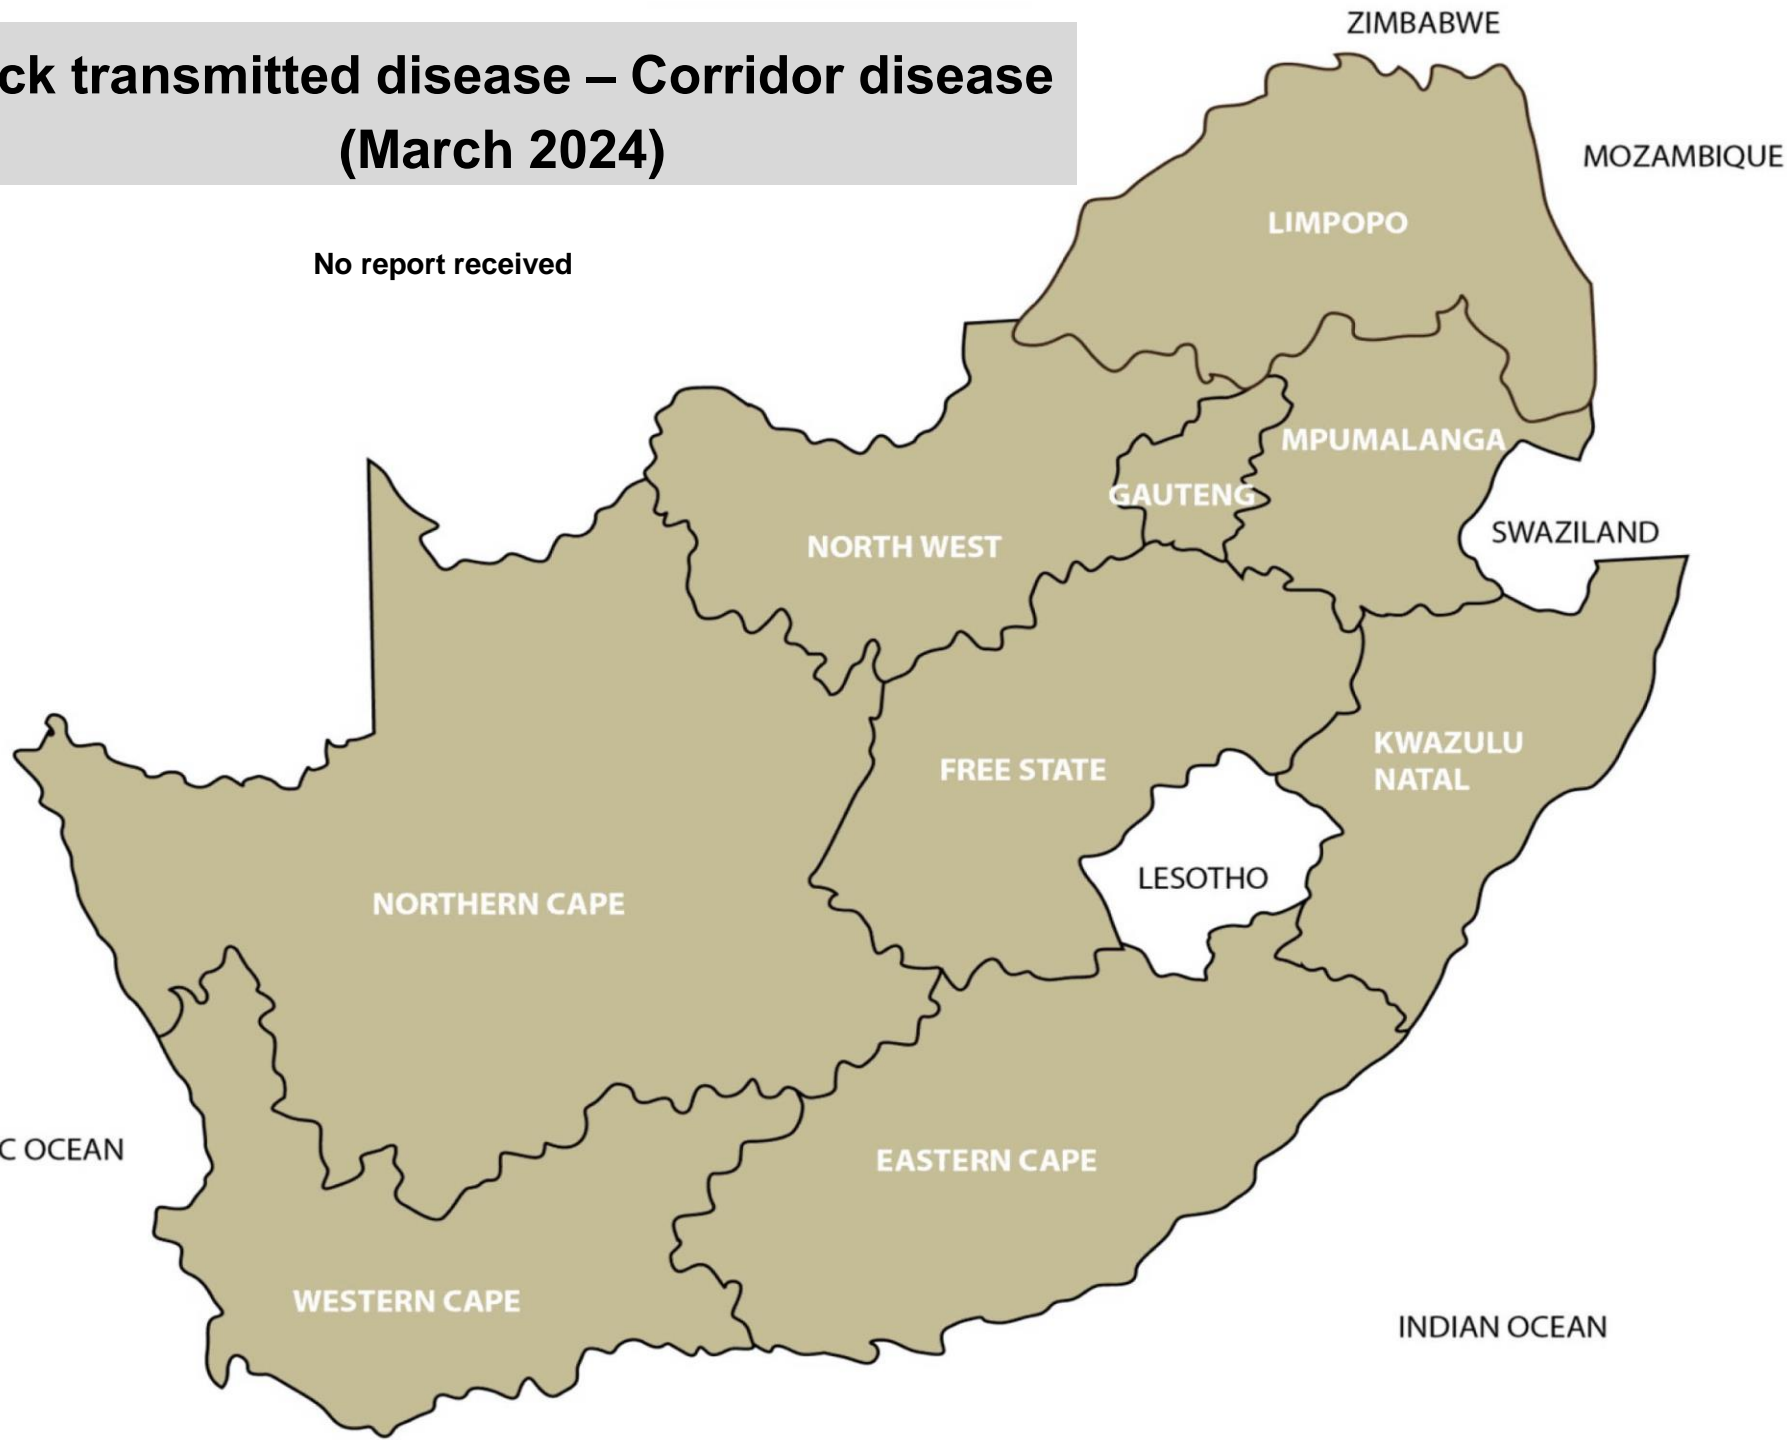 ck transmitted disease – Corridor disease
(March 2024)
No report received
ZIMBABWE
MOZAMBIQUE
LIMPOPO
MPUMALANGA
GAUTENG
SWAZILAND
NORTH WEST
KWAZULU
NATAL
FREE STATE
LESOTHO
NORTHERN CAPE
C OCEAN
EASTERN CAPE
WESTERN CAPE
INDIAN OCEAN